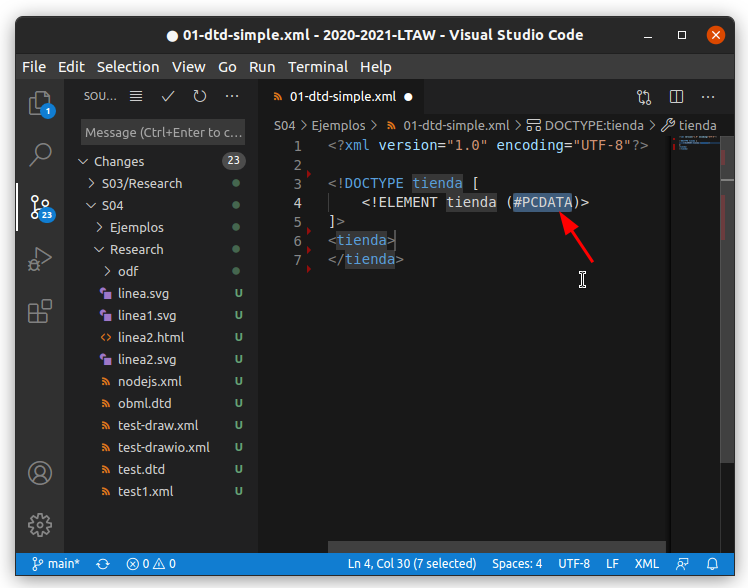 ● 01-dtd-simple.xml - 2020-2021-LTAW - Visual Studio Code
File Edit Selection View Go Run Terminal Help
SOU...
01-dtd-simple.xml ●
1
23
Message (Ctrl+Enter to c...
Changes 23
S03/Research
S04
Ejemplos
Research
odf
linea.svg U
linea1.svg U
linea2.html U
linea2.svg U
nodejs.xml U
obml.dtd U
test-draw.xml U
test-drawio.xml U
test.dtd U
test1.xml U
S04 > Ejemplos > 01-dtd-simple.xml > DOCTYPE:tienda > tienda
1 <?xml version="1.0" encoding="UTF-8"?>
2
3 <!DOCTYPE tienda [
4 <!ELEMENT tienda (#PCDATA)>
5 ]>
6 <tienda>
7 </tienda>
main* 0 0 Ln 4, Col 30 (7 selected) Spaces: 4 UTF-8 LF XML